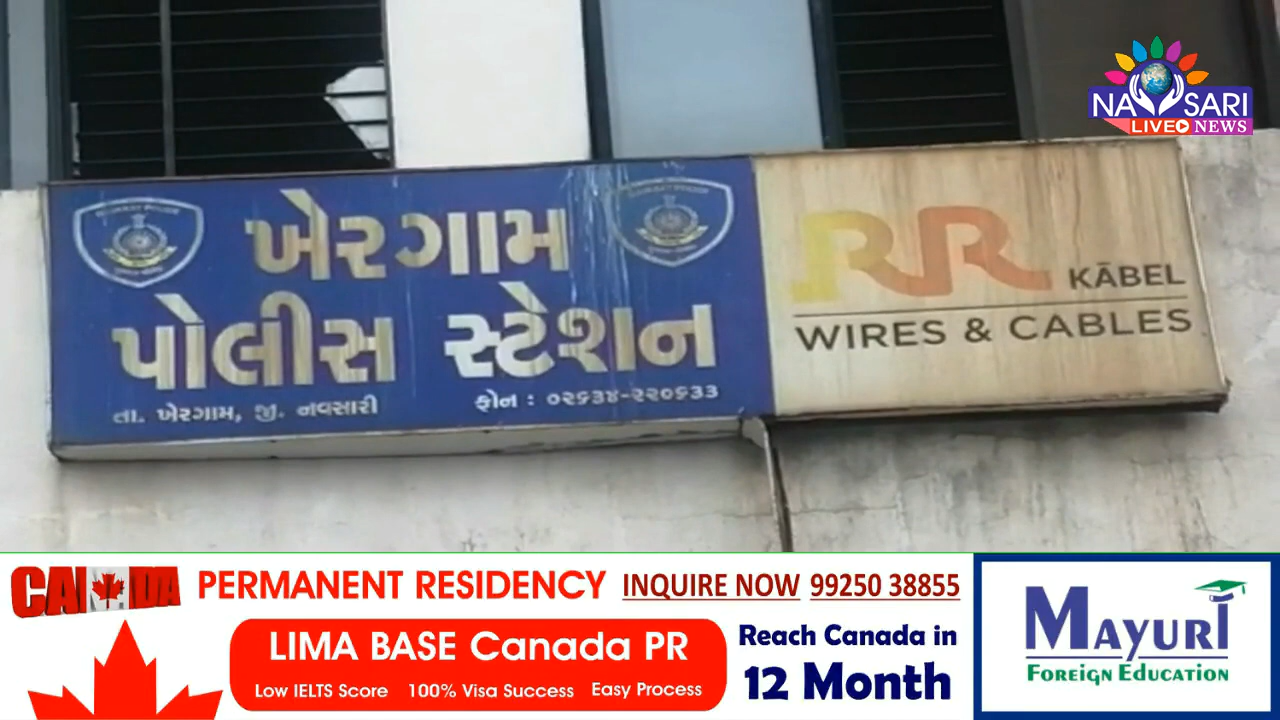 NAVSARI
LIVE NEWS
ખેરગામ
પોલીસ સ્ટેશન
તા. ખેરગામ, જી. નવસારી
ફોન : ૦૨૬૩૪-૨૨૦૬૩૩
RR KĀBEL
WIRES & CABLES
CANADA
PERMANENT RESIDENCY INQUIRE NOW 99250 38855
LIMA BASE Canada PR
Low IELTS Score 100% Visa Success Easy Process
Reach Canada in
12 Month
MAYURI
FOREIGN EDUCATION